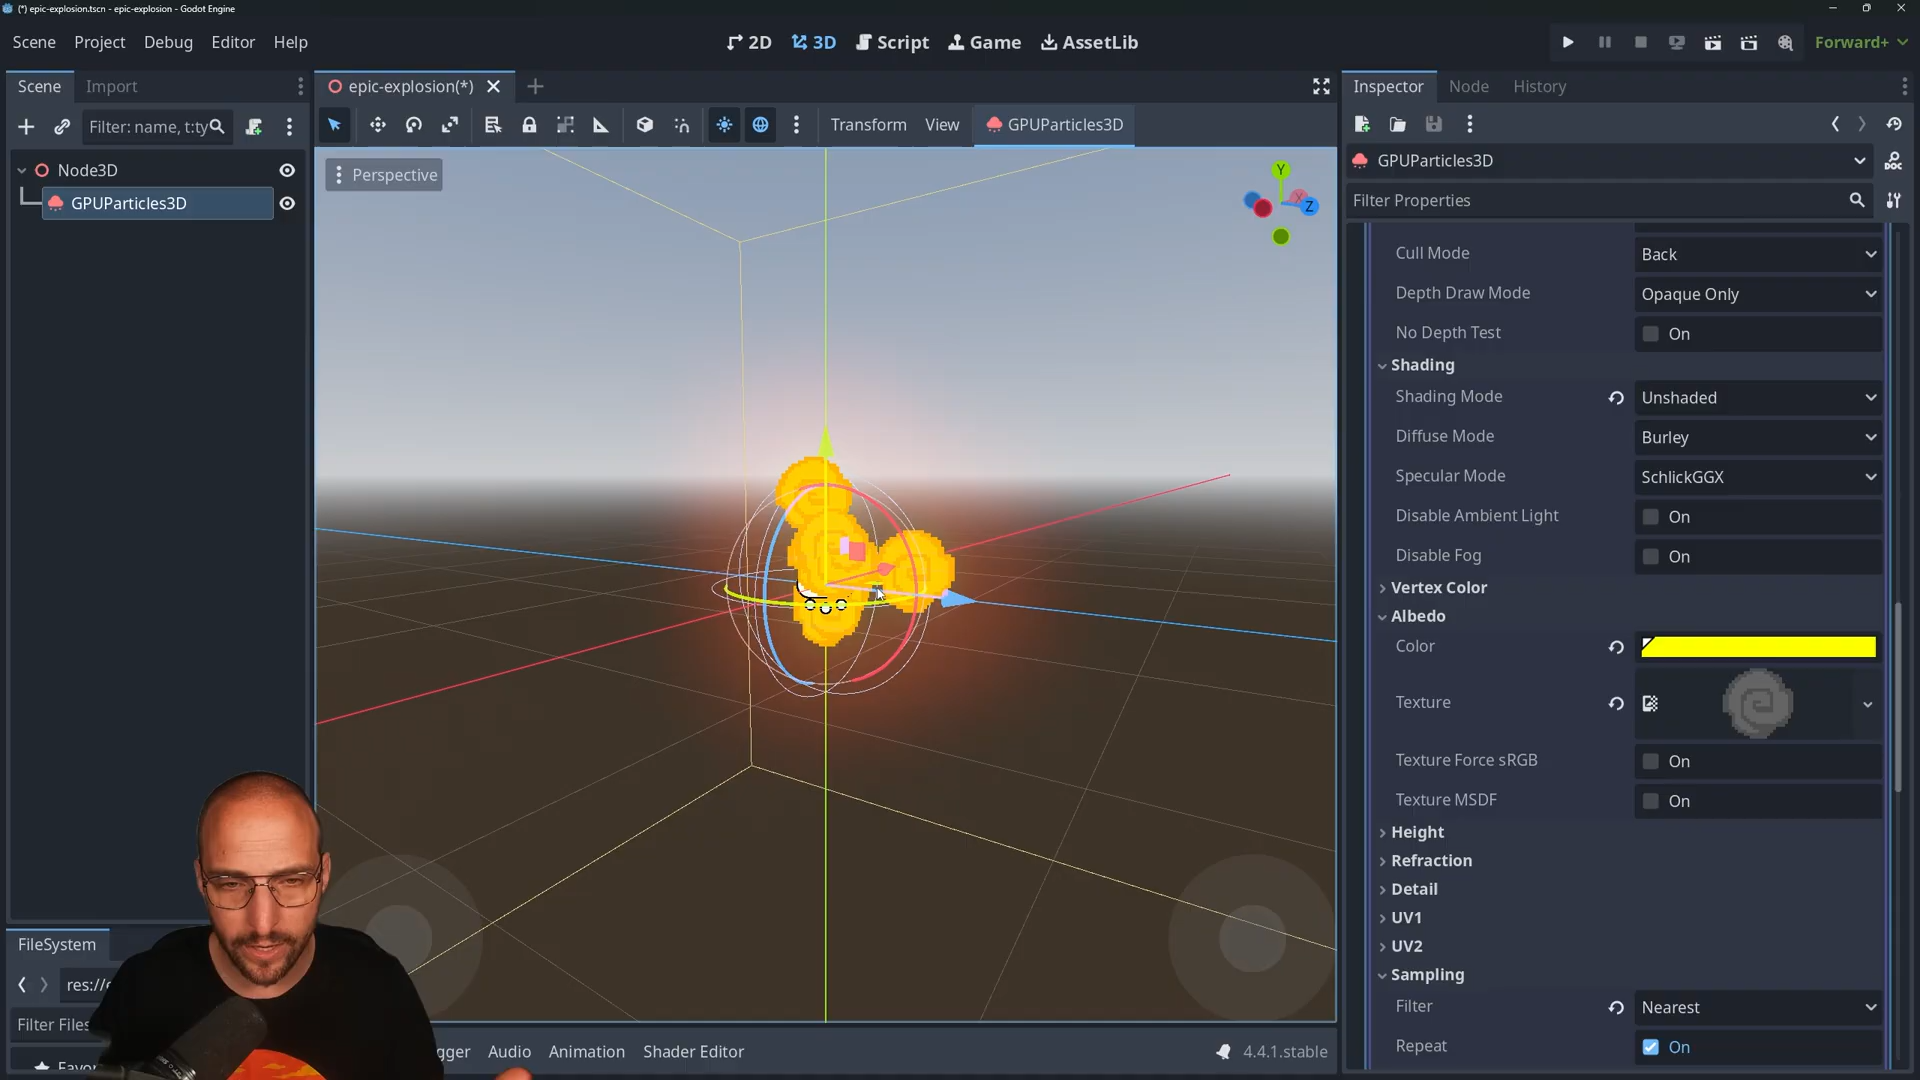 (*) epic-explosion.tscn - epic-explosion - Godot Engine
Scene Project Debug Editor Help
2D 3D Script Game AssetLib
Forward+
Scene Import
epic-explosion(*)
Inspector Node History
Filter: name, t:ty
Transform View GPUParticles3D
Node3D
GPUParticles3D
Perspective
Y
X
Z
GPUParticles3D
Filter Properties
Cull Mode Back
Depth Draw Mode Opaque Only
No Depth Test On
Shading
Shading Mode Unshaded
Diffuse Mode Burley
Specular Mode SchlickGGX
Disable Ambient Light On
Disable Fog On
Vertex Color
Albedo
Color
Texture
Texture Force sRGB On
Texture MSDF On
Height
Refraction
Detail
UV1
UV2
Sampling
Filter Nearest
Repeat On
FileSystem
res://
Filter Files
Favo
gger Audio Animation Shader Editor
4.4.1.stable